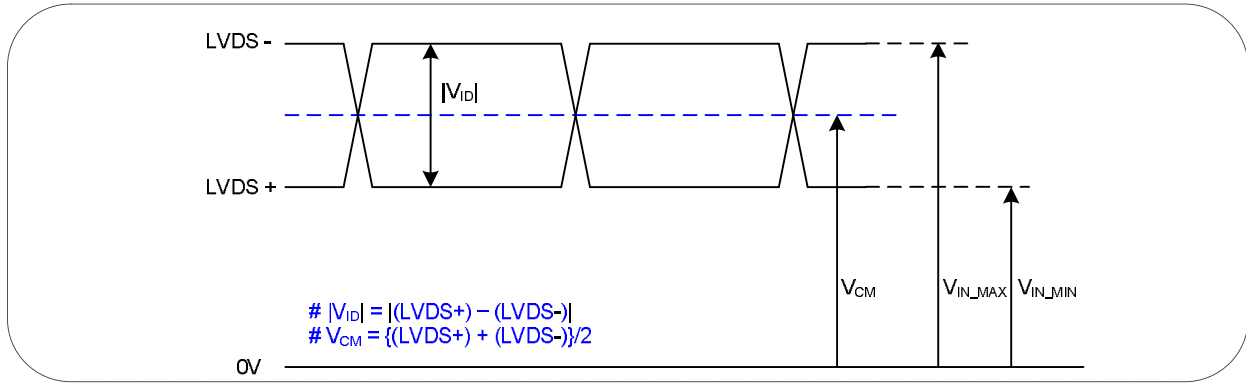 LVDS -
|VID|
LVDS +
VCM
VIN_MAX
VIN_MIN
# |VID| = |(LVDS+) – (LVDS-)|
# VCM = {(LVDS+) + (LVDS-)}/2
0V